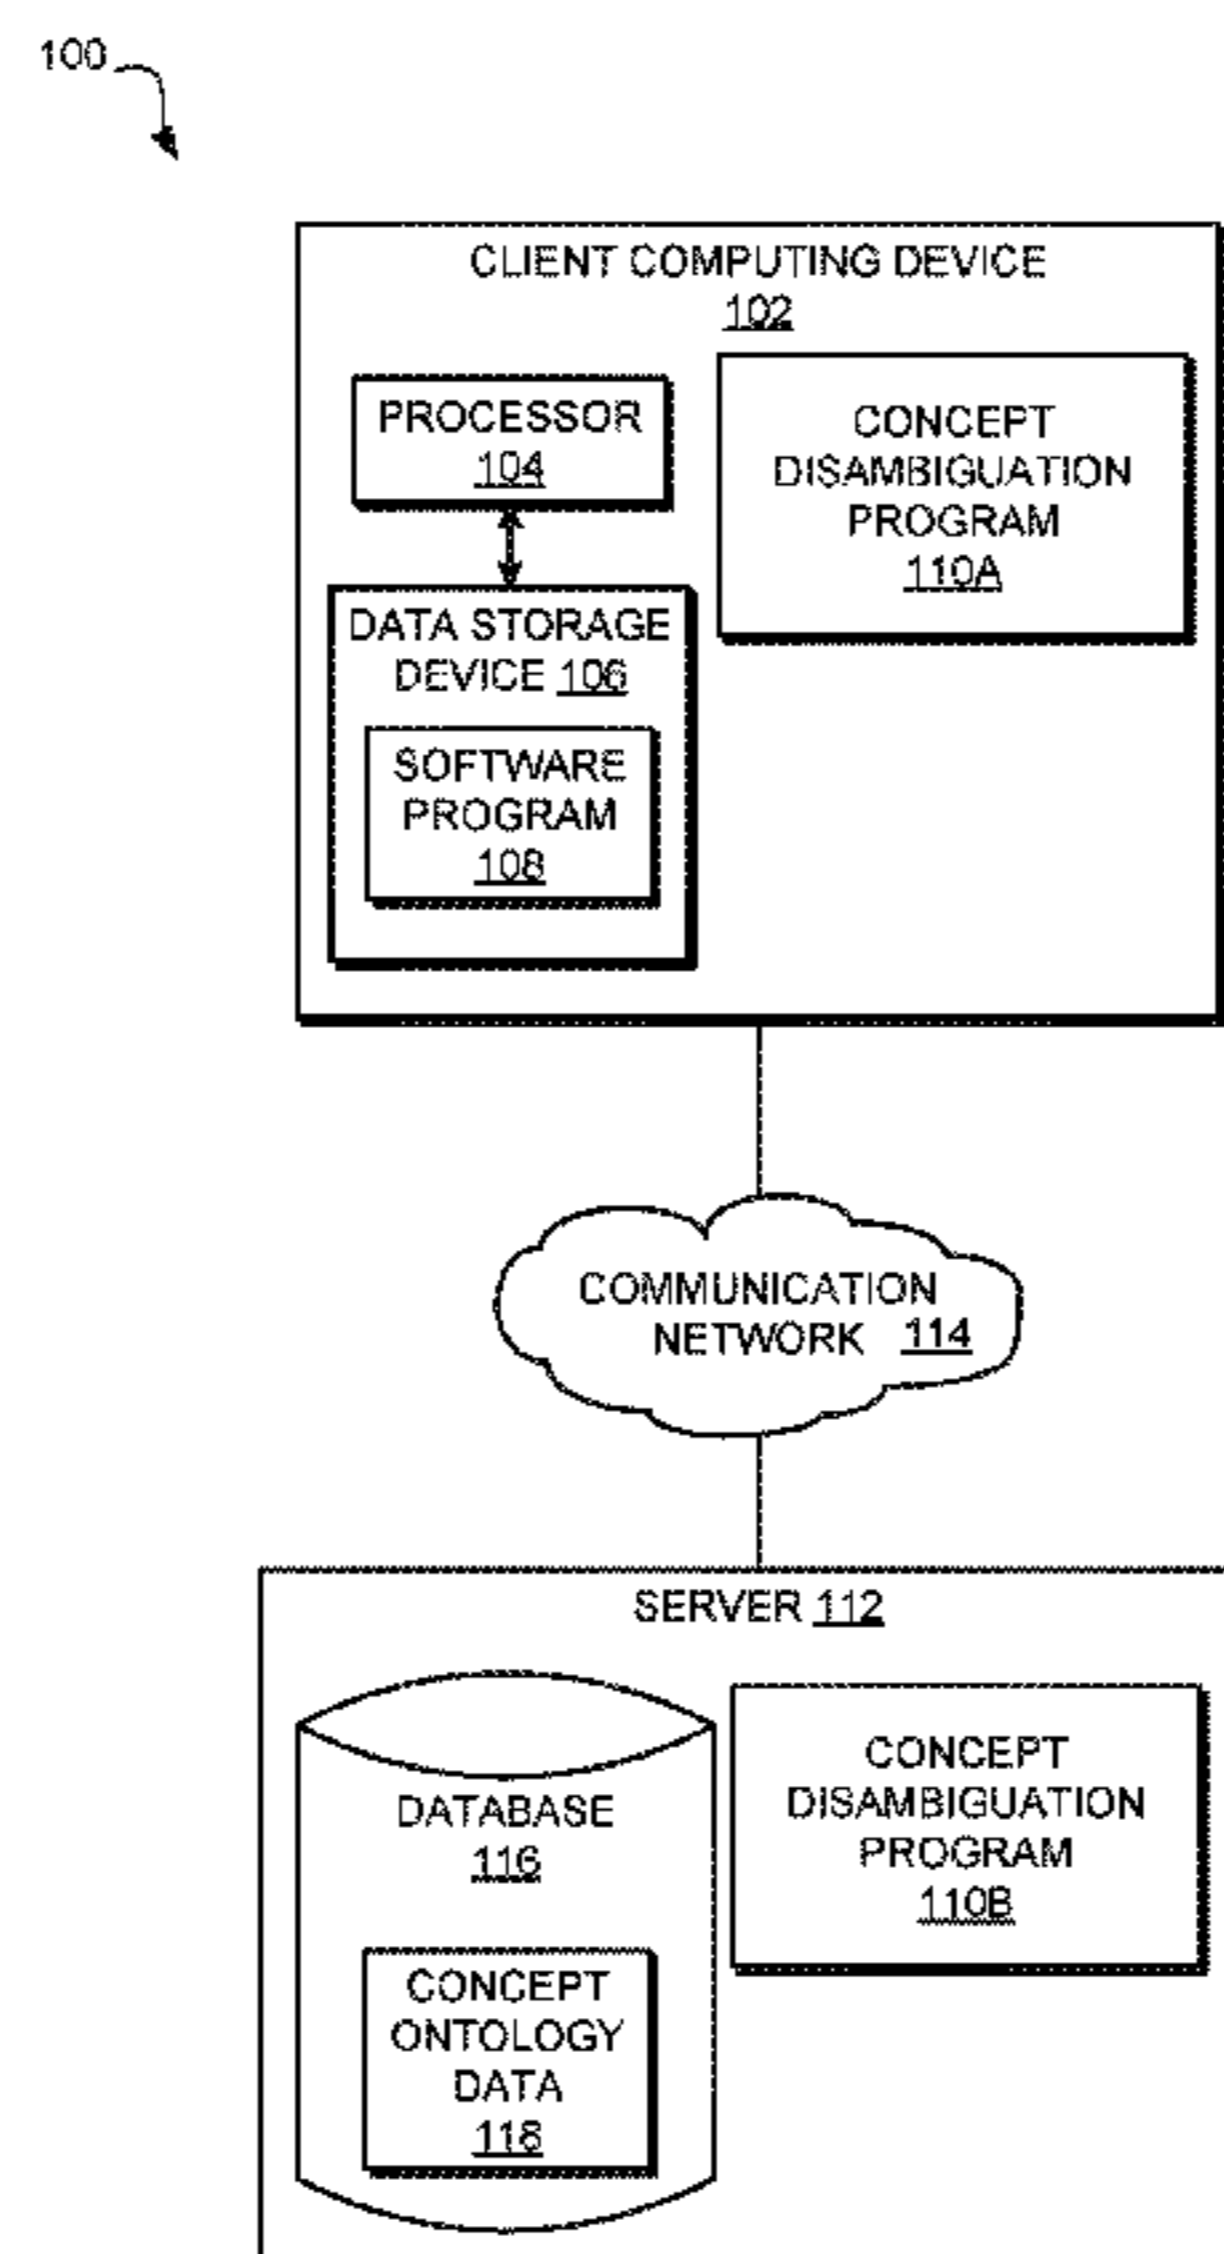 100
CLIENT COMPUTING DEVICE
102
PROCESSOR
104
DATA STORAGE
DEVICE 106
SOFTWARE
PROGRAM
108
CONCEPT
DISAMBIGUATION
PROGRAM
110A
COMMUNICATION
NETWORK 114
SERVER 112
DATABASE
116
CONCEPT
ONTOLOGY
DATA
118
CONCEPT
DISAMBIGUATION
PROGRAM
110B